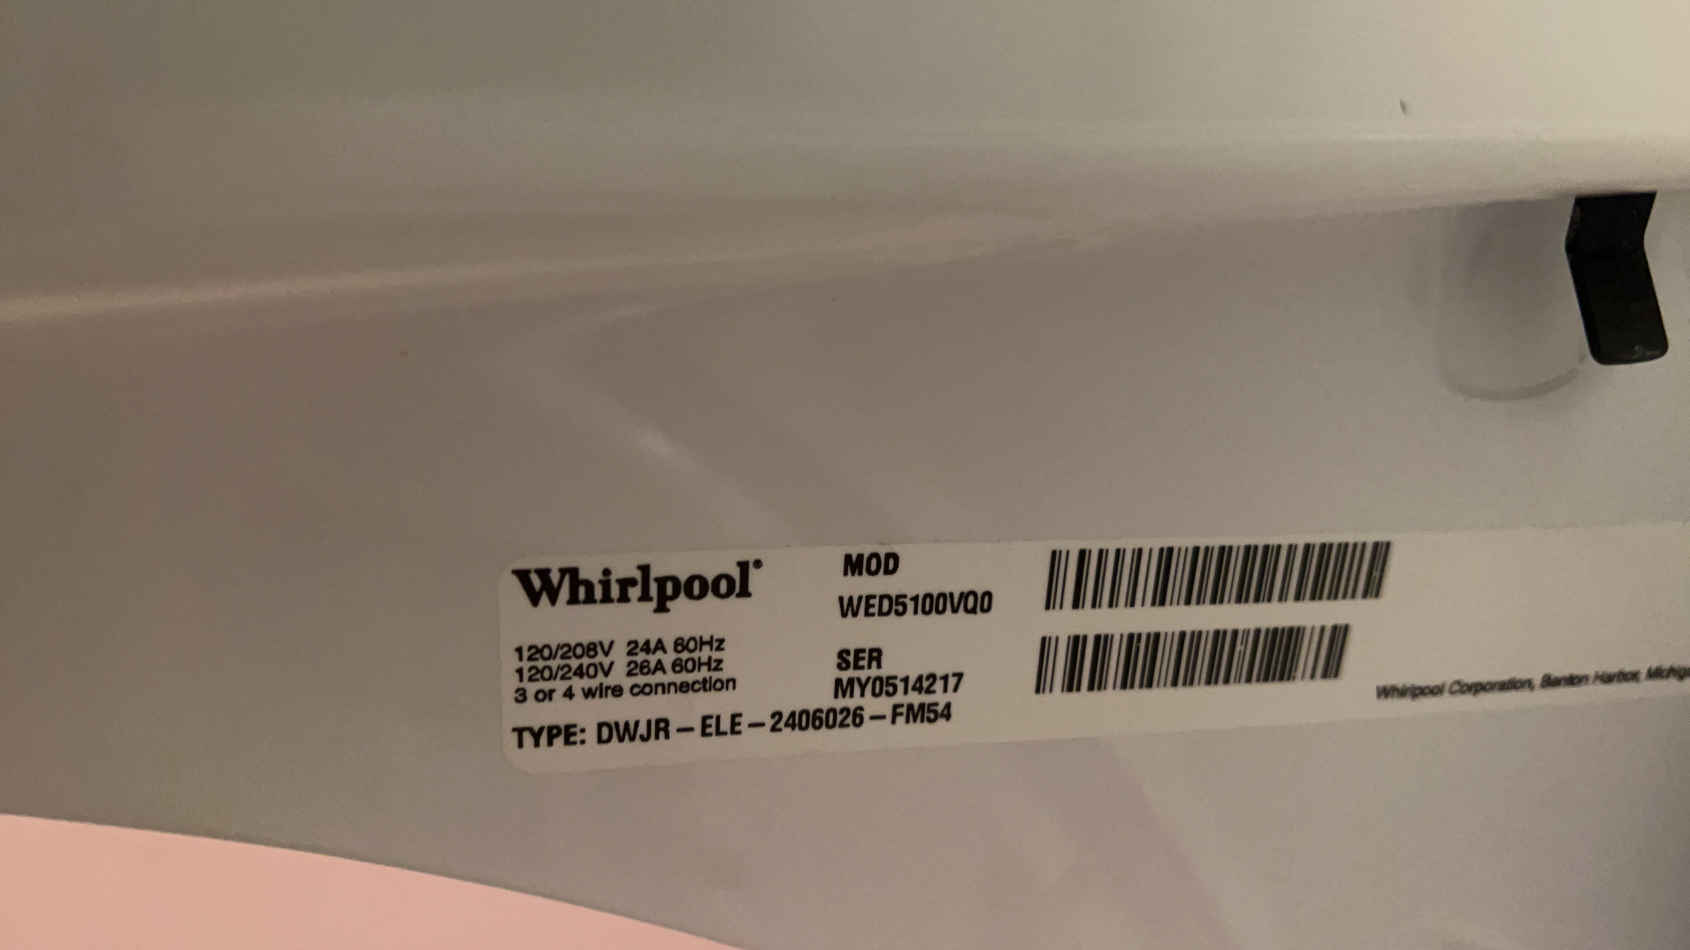 Whirlpool®
120/208V 24A 60Hz
120/240V 26A 60Hz
3 or 4 wire connection
TYPE: DWJR-ELE-2406026-FM54
MOD
WED5100VQ0
SER
MY0514217
Whirlpool Corporation, Benton Harbor,